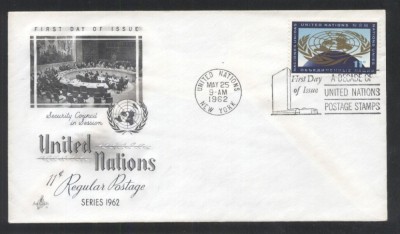 FIRST DAY OF ISSUE
Security Council
in Session
United
Nations
11¢ Regular Postage
SERIES 1962
UNITED NATIONS
MAY 25
9-AM
1962
NEW YORK
UNITED NATIONS
First Day
of Issue
A DECADE OF
UNITED NATIONS
POSTAGE STAMPS